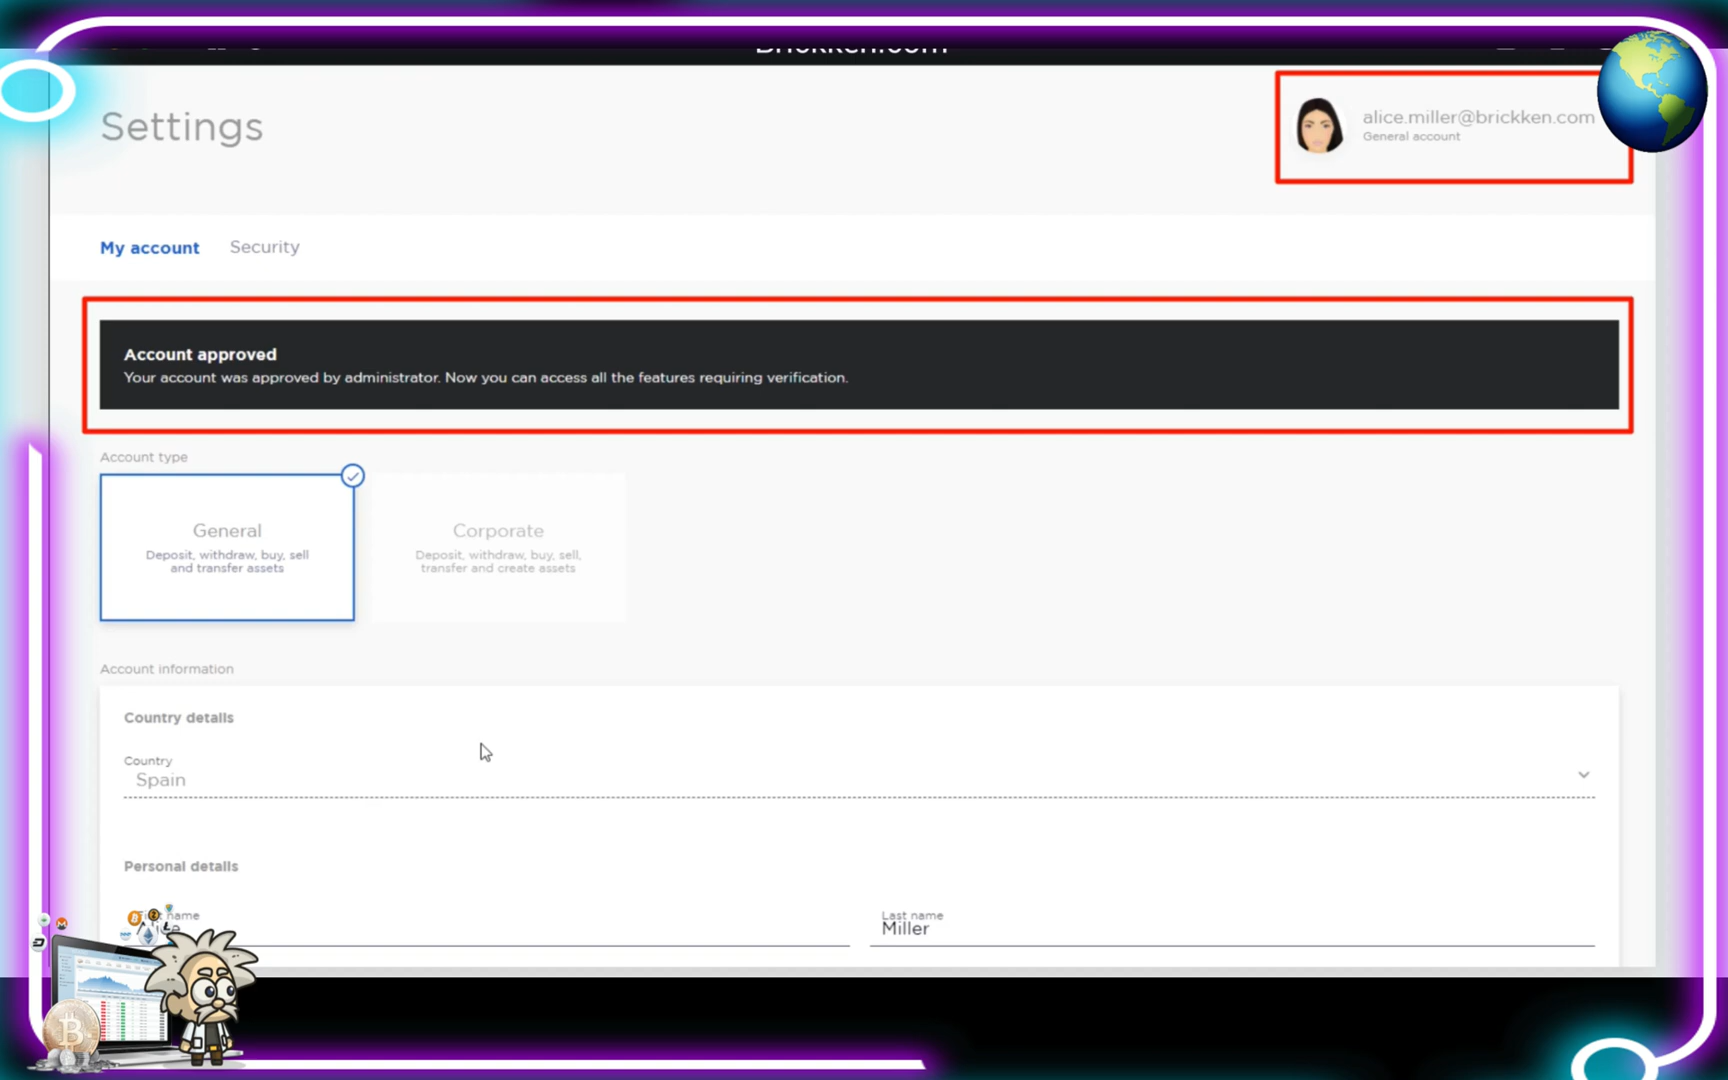 Brickken.com
Settings
alice.miller@brickken.com
General account
My account
Security
Account approved
Your account was approved by administrator. Now you can access all the features requiring verification.
Account type
General
Deposit, withdraw, buy, sell
and transfer assets
Corporate
Deposit, withdraw, buy, sell,
transfer and create assets
Account information
Country details
Country
Spain
Personal details
name
Last name
Miller